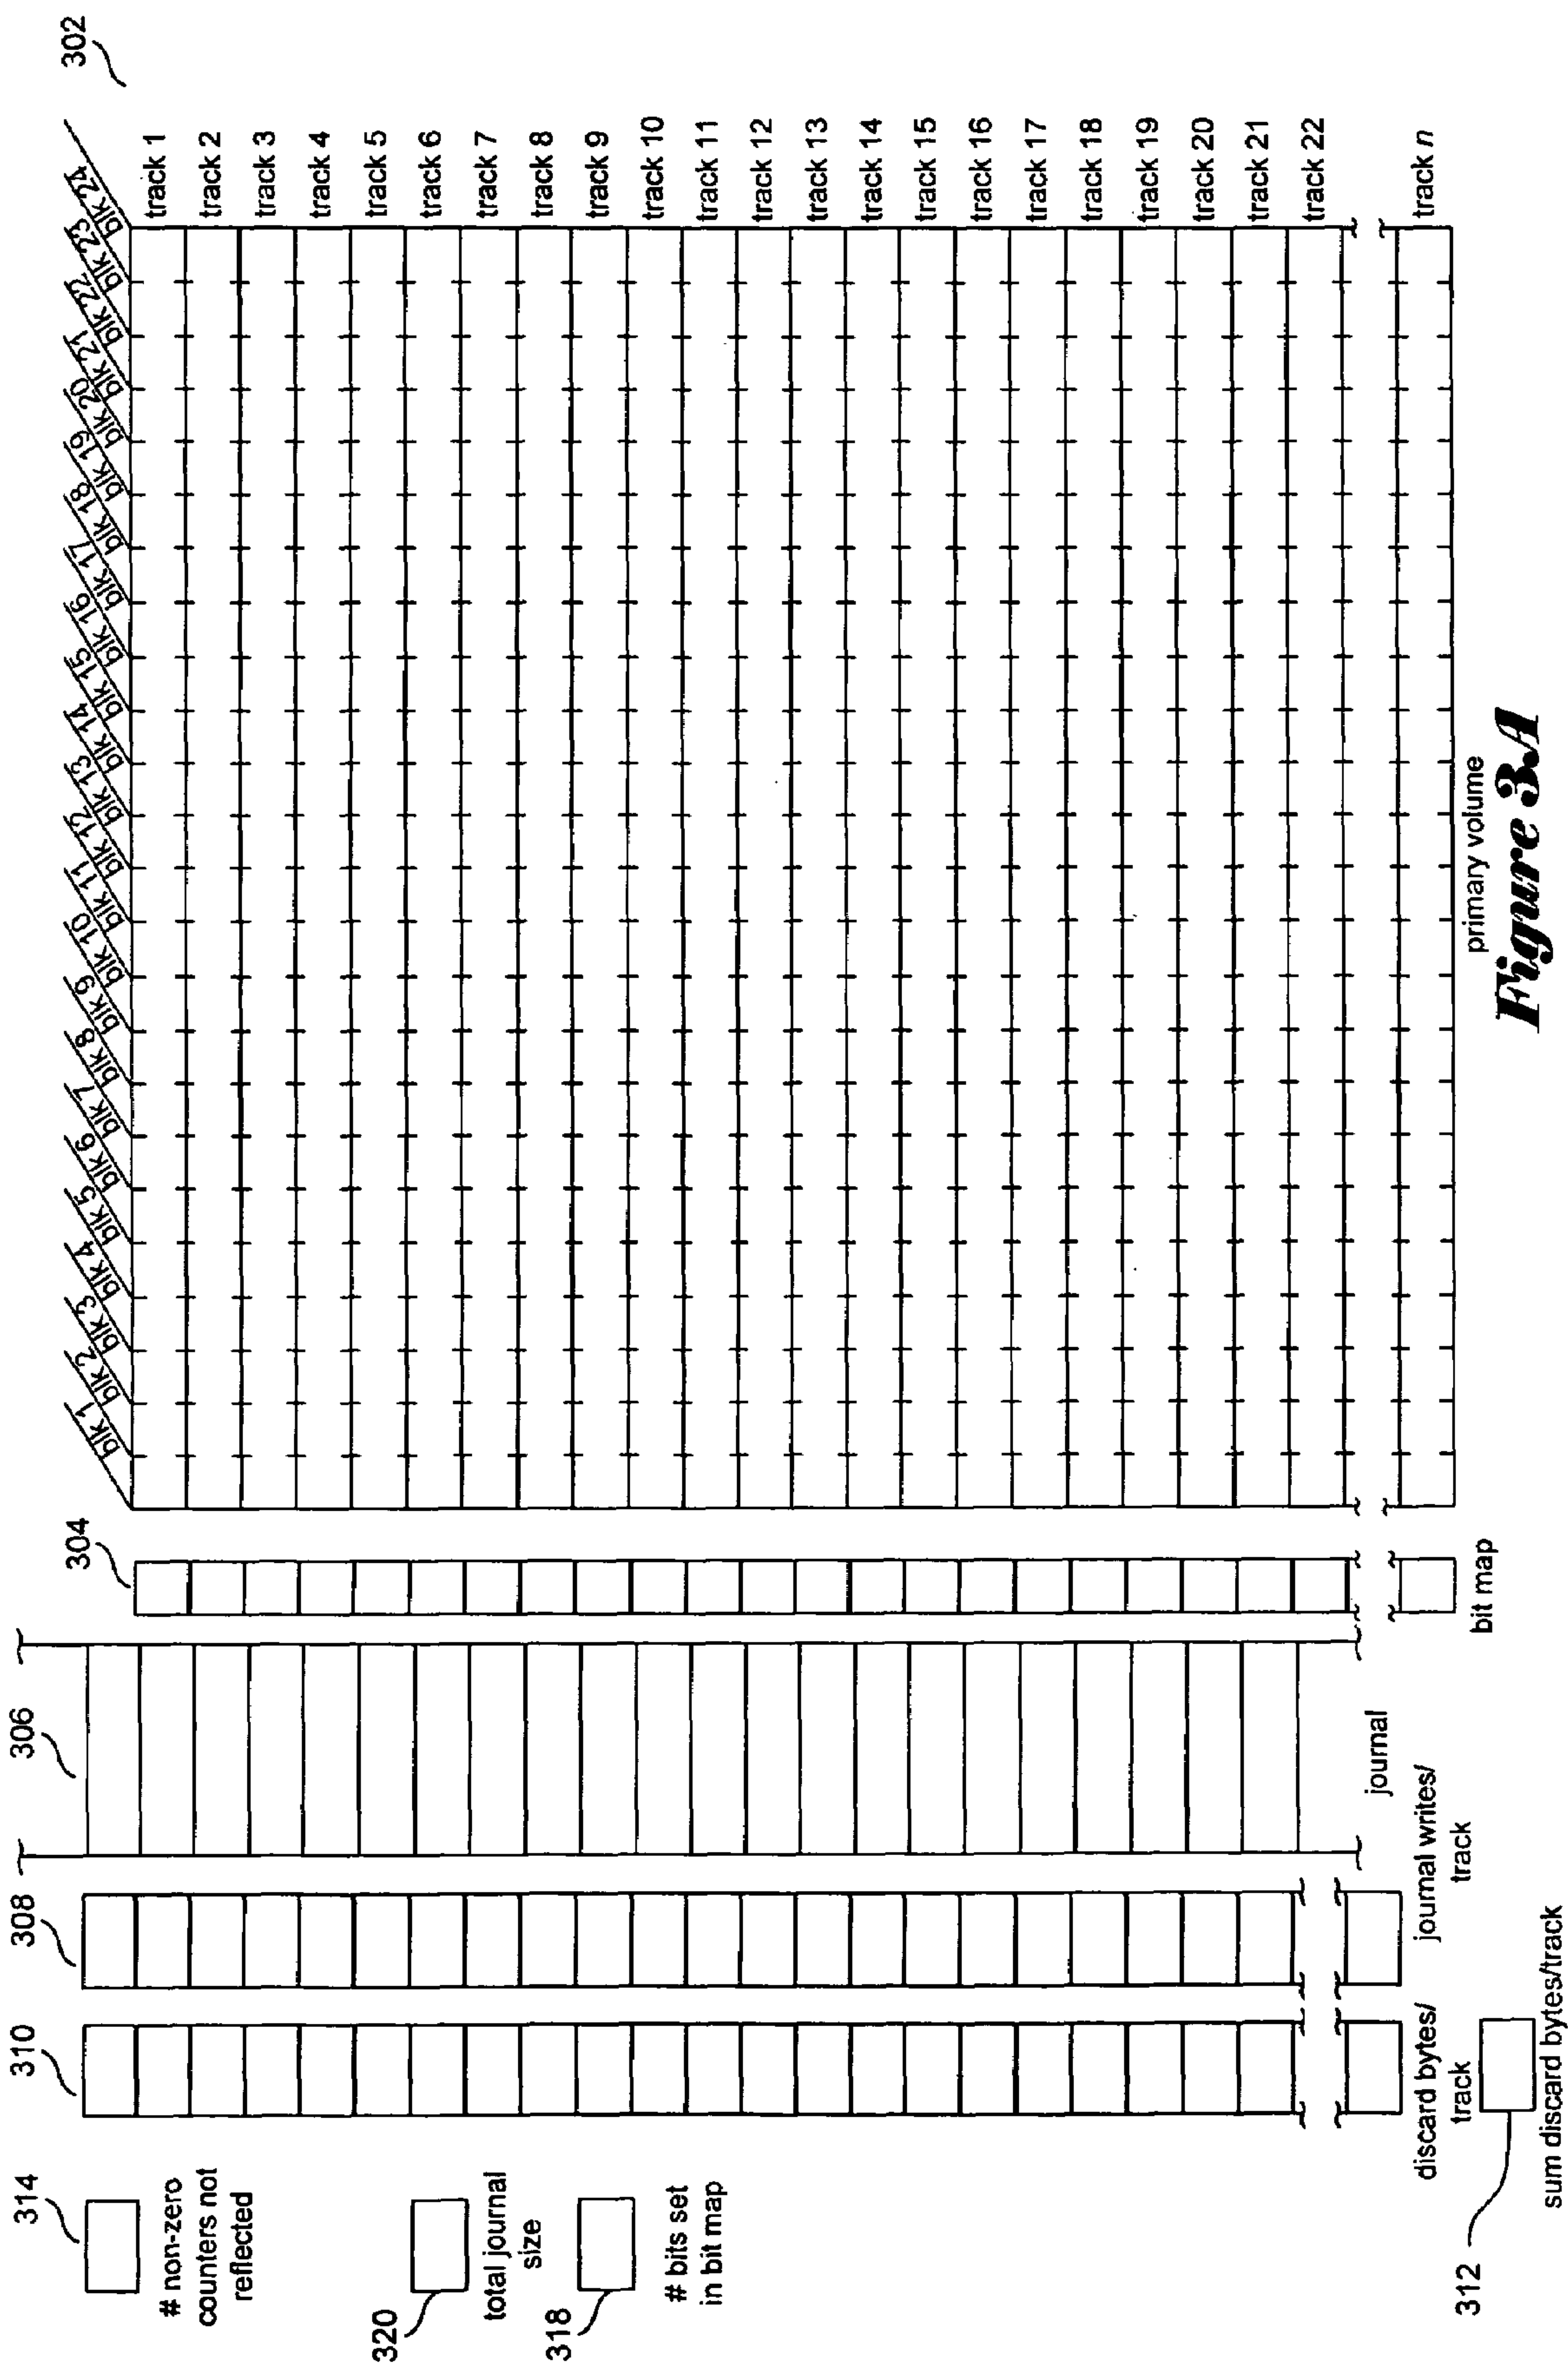 302
blk 1
blk 2
blk 3
blk 4
blk 5
blk 6
blk 7
blk 8
blk 9
blk 10
blk 11
blk 12
blk 13
blk 14
blk 15
blk 16
blk 17
blk 18
blk 19
blk 20
blk 21
blk 22
blk 23
blk 24
track 1
track 2
track 3
track 4
track 5
track 6
track 7
track 8
track 9
track 10
track 11
track 12
track 13
track 14
track 15
track 16
track 17
track 18
track 19
track 20
track 21
track 22
track n
primary volume
304
bit map
306
journal
308
journal writes/
track
310
discard bytes/
track
312
sum discard bytes/track
314
# non-zero
counters not
reflected
320
total journal
size
318
# bits set
in bit map
Figure 3A